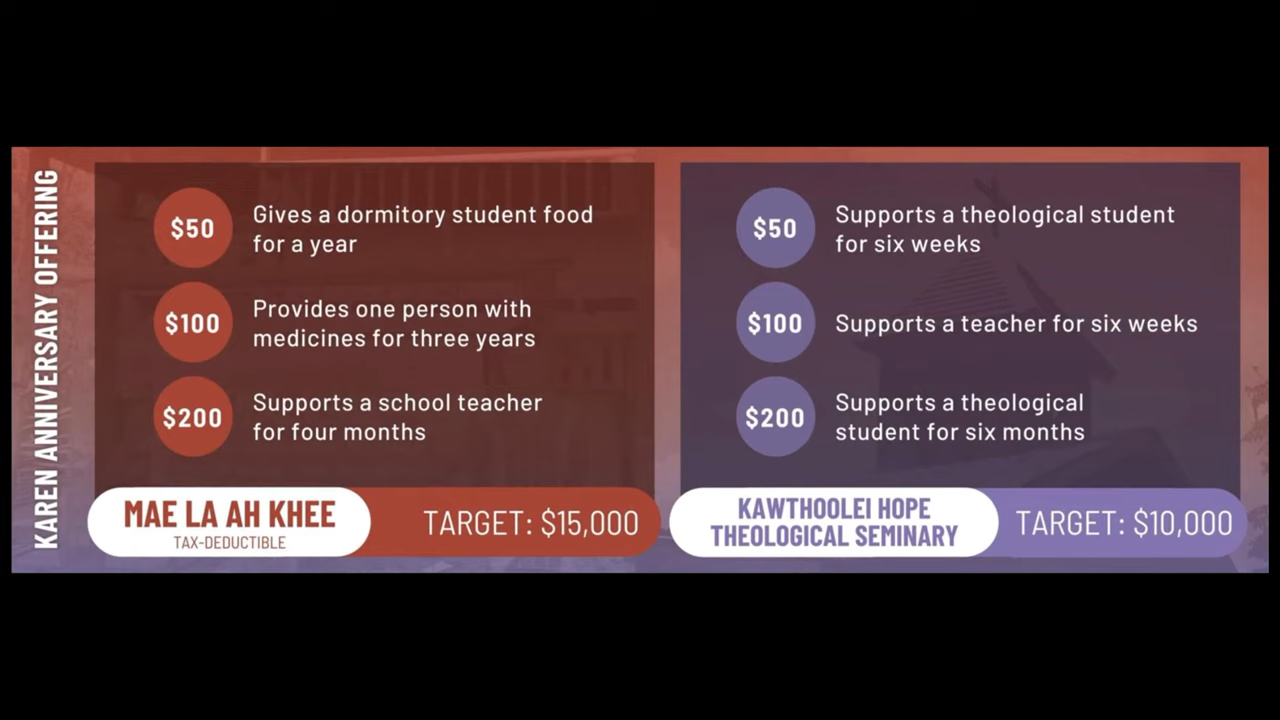 KAREN ANNIVERSARY OFFERING
$50
Gives a dormitory student food
for a year
$100
Provides one person with
medicines for three years
$200
Supports a school teacher
for four months
MAE LA AH KHEE
TAX-DEDUCTIBLE
TARGET: $15,000
$50
Supports a theological student
for six weeks
$100
Supports a teacher for six weeks
$200
Supports a theological
student for six months
KAWTHOOLEI HOPE
THEOLOGICAL SEMINARY
TARGET: $10,000